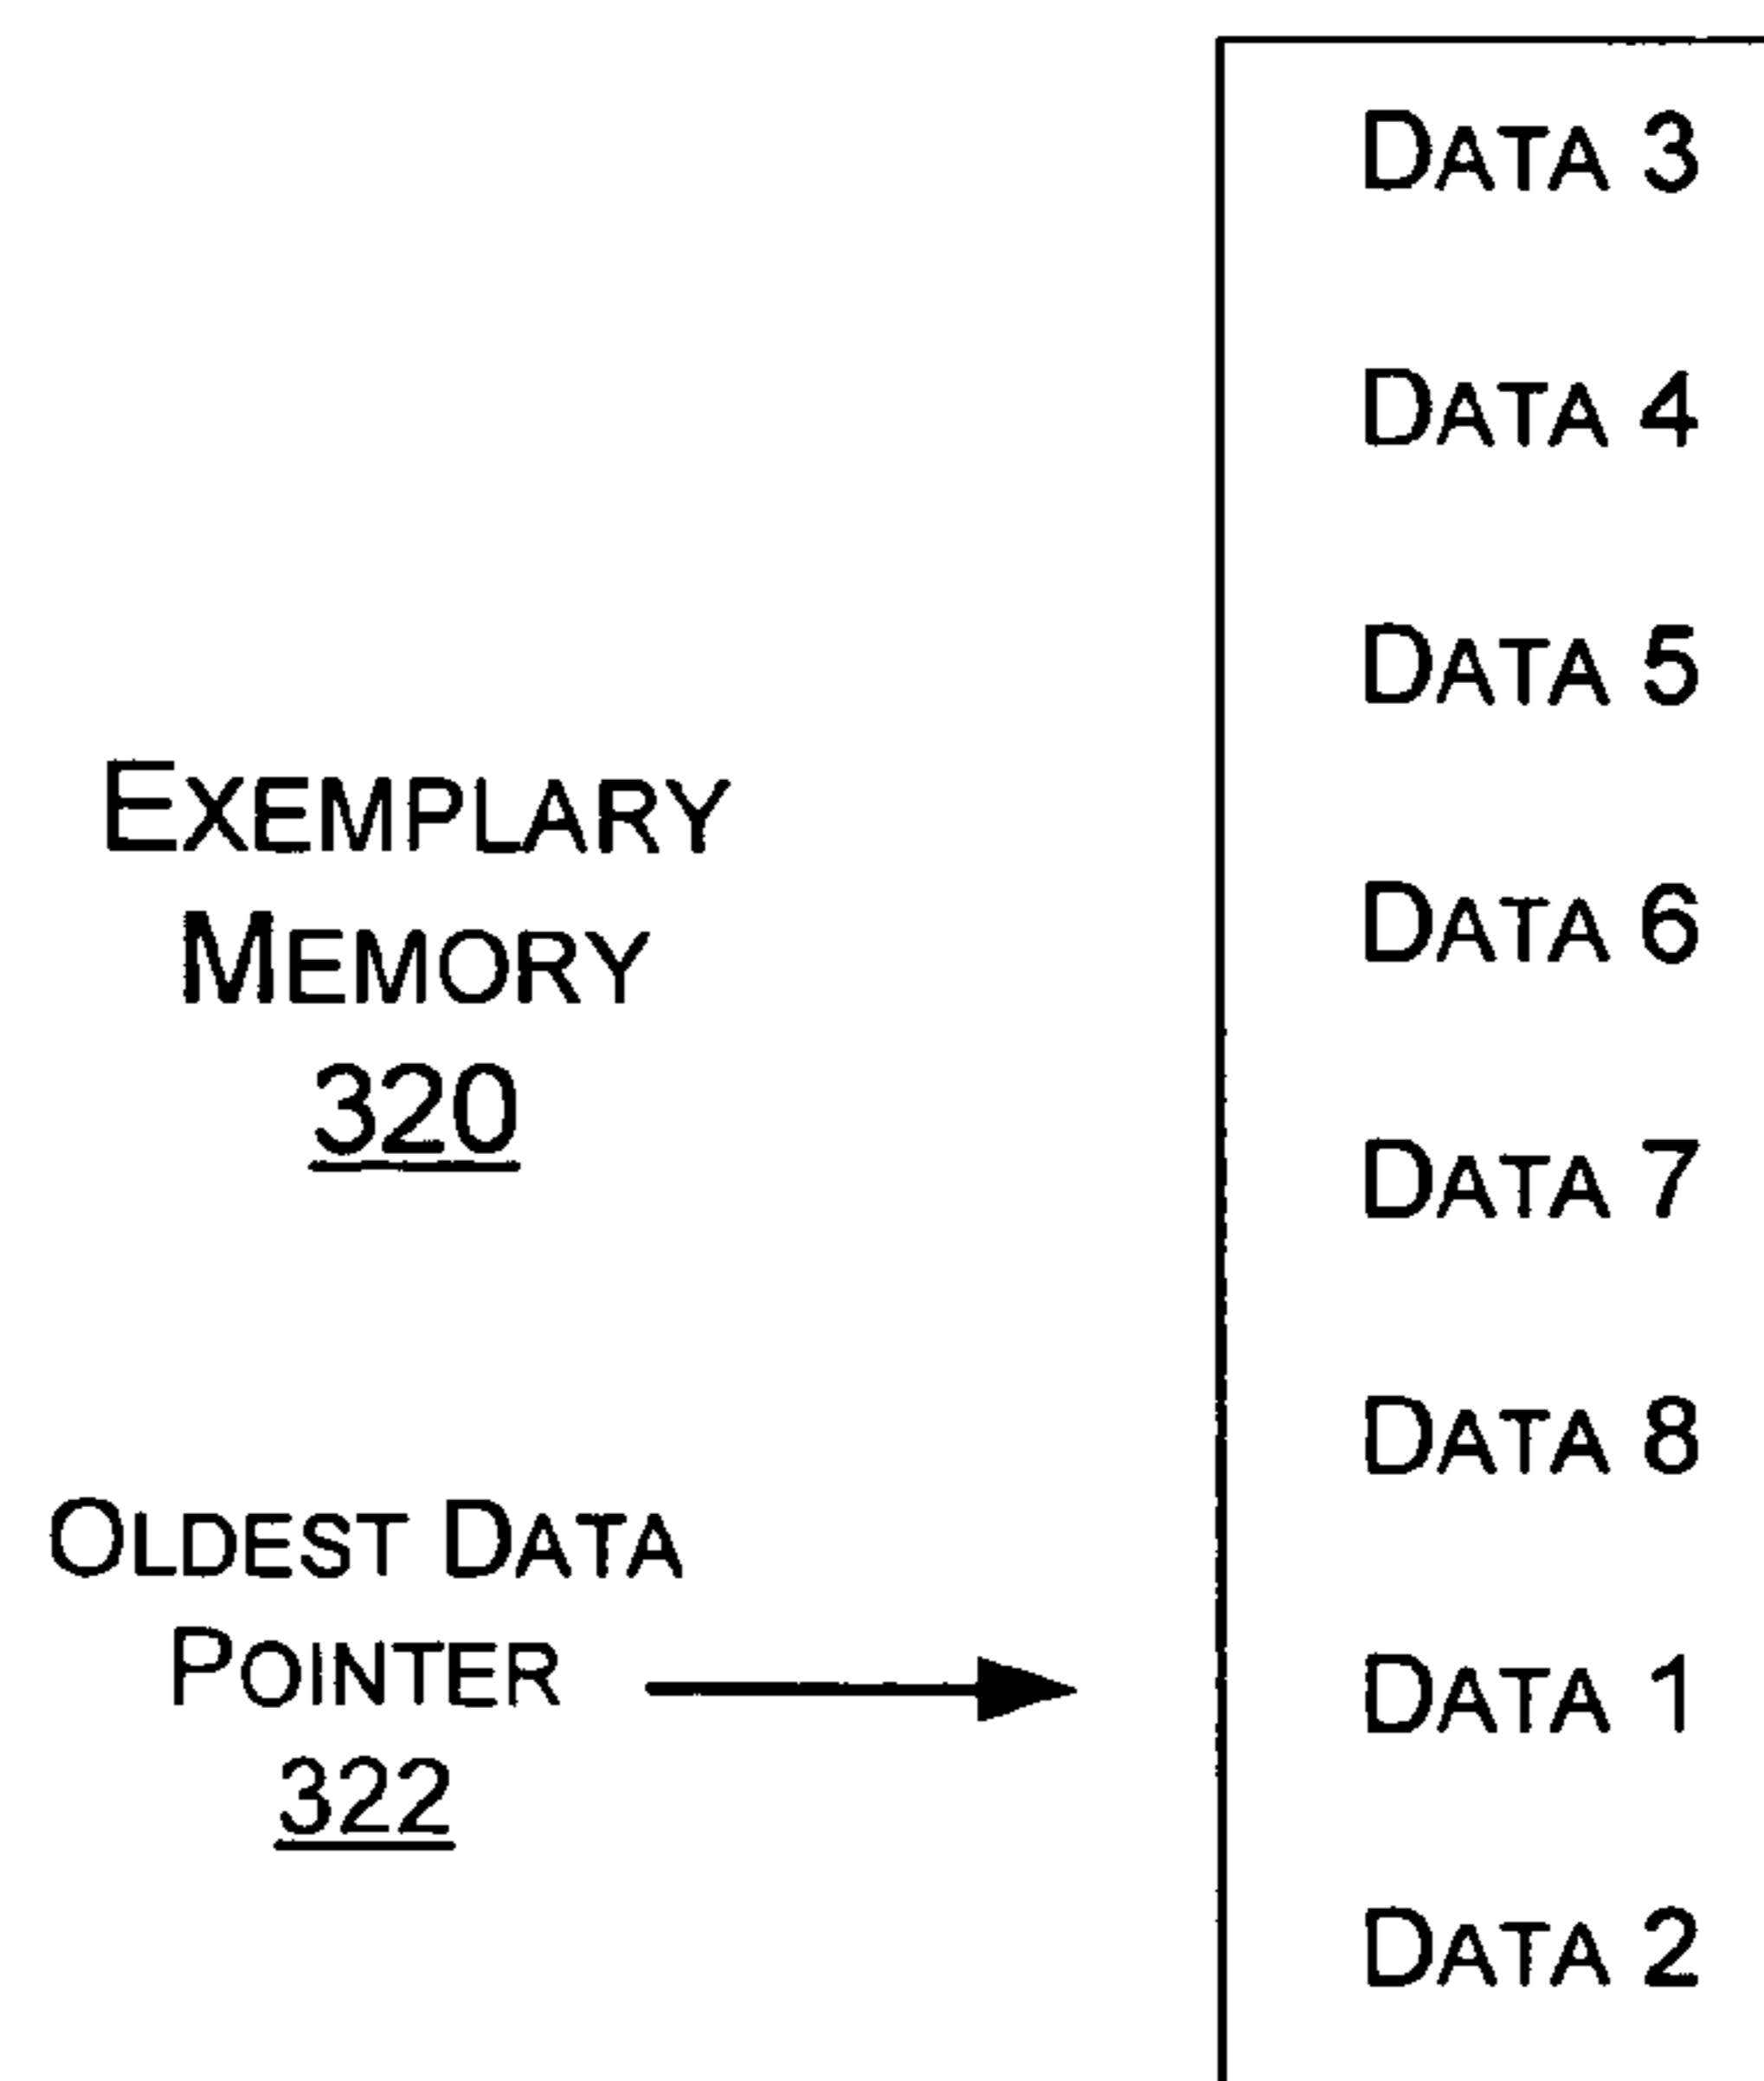 DATA 3
DATA 4
DATA 5
EXEMPLARY
MEMORY
320
DATA 6
DATA 7
DATA 8
OLDEST DATA
POINTER
322
DATA 1
DATA 2